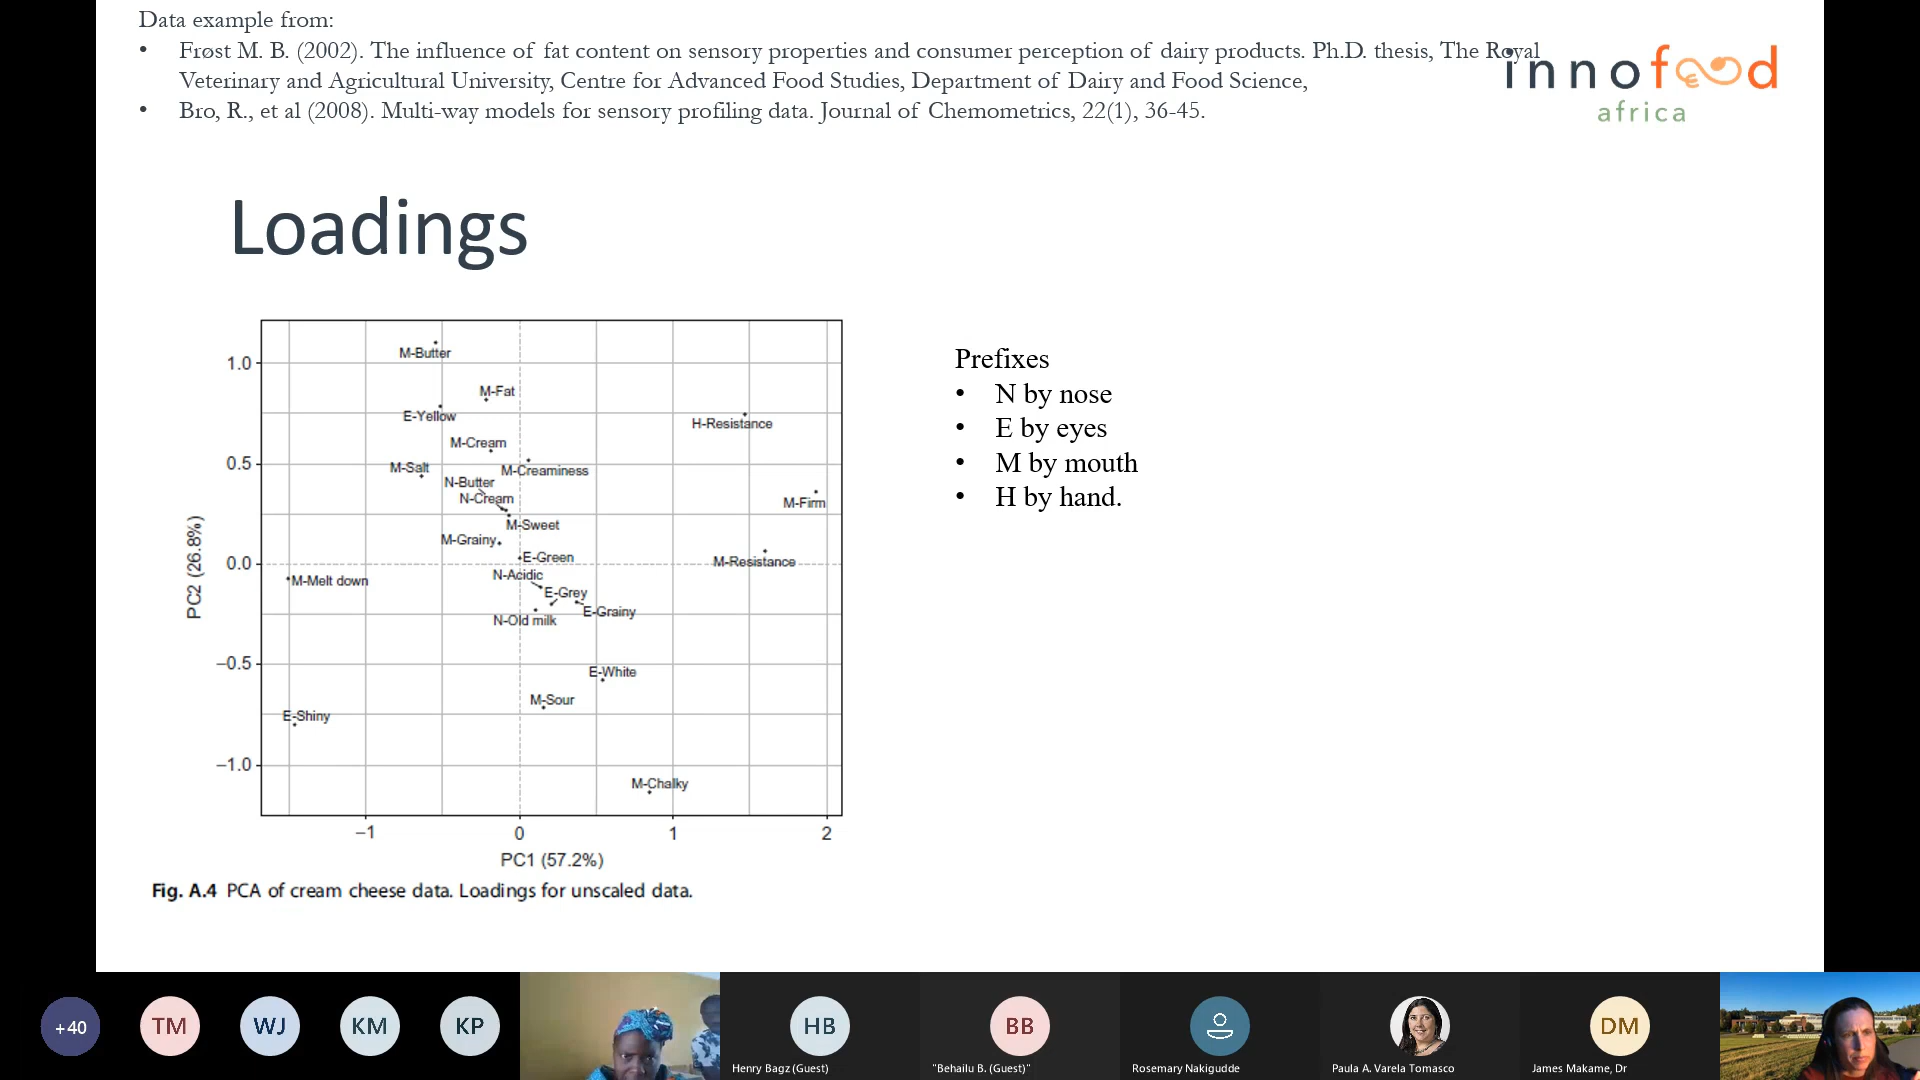 Data example from:
• Frøst M. B. (2002). The influence of fat content on sensory properties and consumer perception of dairy products. Ph.D. thesis, The Royal
Veterinary and Agricultural University, Centre for Advanced Food Studies, Department of Dairy and Food Science,
• Bro, R., et al (2008). Multi-way models for sensory profiling data. Journal of Chemometrics, 22(1), 36-45.
innofood
africa
Loadings
M-Butter
1.0
M-Fat
E-Yellow
H-Resistance
M-Cream
0.5
M-Salt
M-Creaminess
N-Butter
N-Cream
M-Firm
M-Sweet
M-Grainy
E-Green
0.0
M-Resistance
N-Acidic
M-Melt down
E-Grey
E-Grainy
N-Old milk
−0.5
E-White
M-Sour
E-Shiny
−1.0
M-Chalky
PC2 (26.8%)
−1 0 1 2
PC1 (57.2%)
Fig. A.4 PCA of cream cheese data. Loadings for unscaled data.
Prefixes
• N by nose
• E by eyes
• M by mouth
• H by hand.
+40
TM
WJ
KM
KP
HB
Henry Bagz (Guest)
BB
"Behailu B. (Guest)"
Rosemary Nakigudde
Paula A. Varela Tomasco
DM
James Makame, Dr